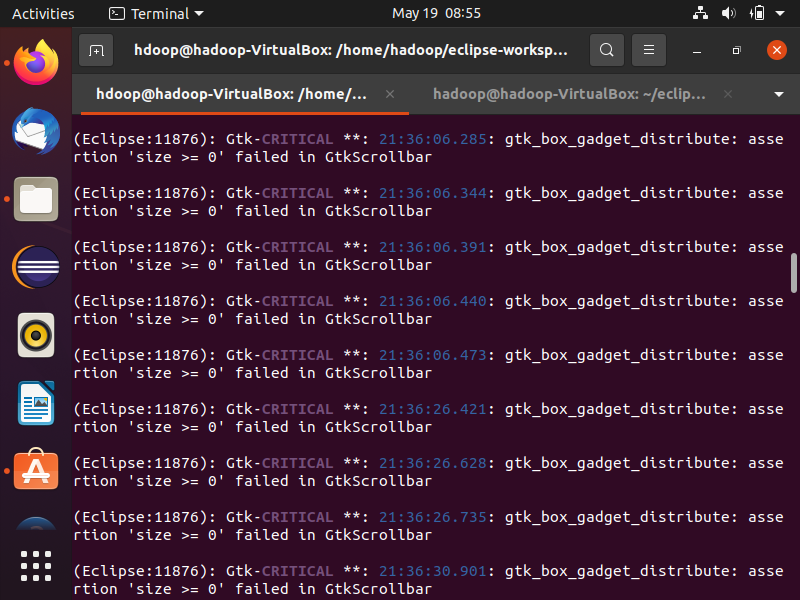 Activities
Terminal
May 19 08:55
hdoop@hadoop-VirtualBox: /home/hadoop/eclipse-worksp...
hdoop@hadoop-VirtualBox: /home/...
hadoop@hadoop-VirtualBox: ~/eclip...
(Eclipse:11876): Gtk-CRITICAL **: 21:36:06.285: gtk_box_gadget_distribute: asse
rtion 'size >= 0' failed in GtkScrollbar
(Eclipse:11876): Gtk-CRITICAL **: 21:36:06.344: gtk_box_gadget_distribute: asse
rtion 'size >= 0' failed in GtkScrollbar
(Eclipse:11876): Gtk-CRITICAL **: 21:36:06.391: gtk_box_gadget_distribute: asse
rtion 'size >= 0' failed in GtkScrollbar
(Eclipse:11876): Gtk-CRITICAL **: 21:36:06.440: gtk_box_gadget_distribute: asse
rtion 'size >= 0' failed in GtkScrollbar
(Eclipse:11876): Gtk-CRITICAL **: 21:36:06.473: gtk_box_gadget_distribute: asse
rtion 'size >= 0' failed in GtkScrollbar
(Eclipse:11876): Gtk-CRITICAL **: 21:36:26.421: gtk_box_gadget_distribute: asse
rtion 'size >= 0' failed in GtkScrollbar
(Eclipse:11876): Gtk-CRITICAL **: 21:36:26.628: gtk_box_gadget_distribute: asse
rtion 'size >= 0' failed in GtkScrollbar
(Eclipse:11876): Gtk-CRITICAL **: 21:36:26.735: gtk_box_gadget_distribute: asse
rtion 'size >= 0' failed in GtkScrollbar
(Eclipse:11876): Gtk-CRITICAL **: 21:36:30.901: gtk_box_gadget_distribute: asse
rtion 'size >= 0' failed in GtkScrollbar